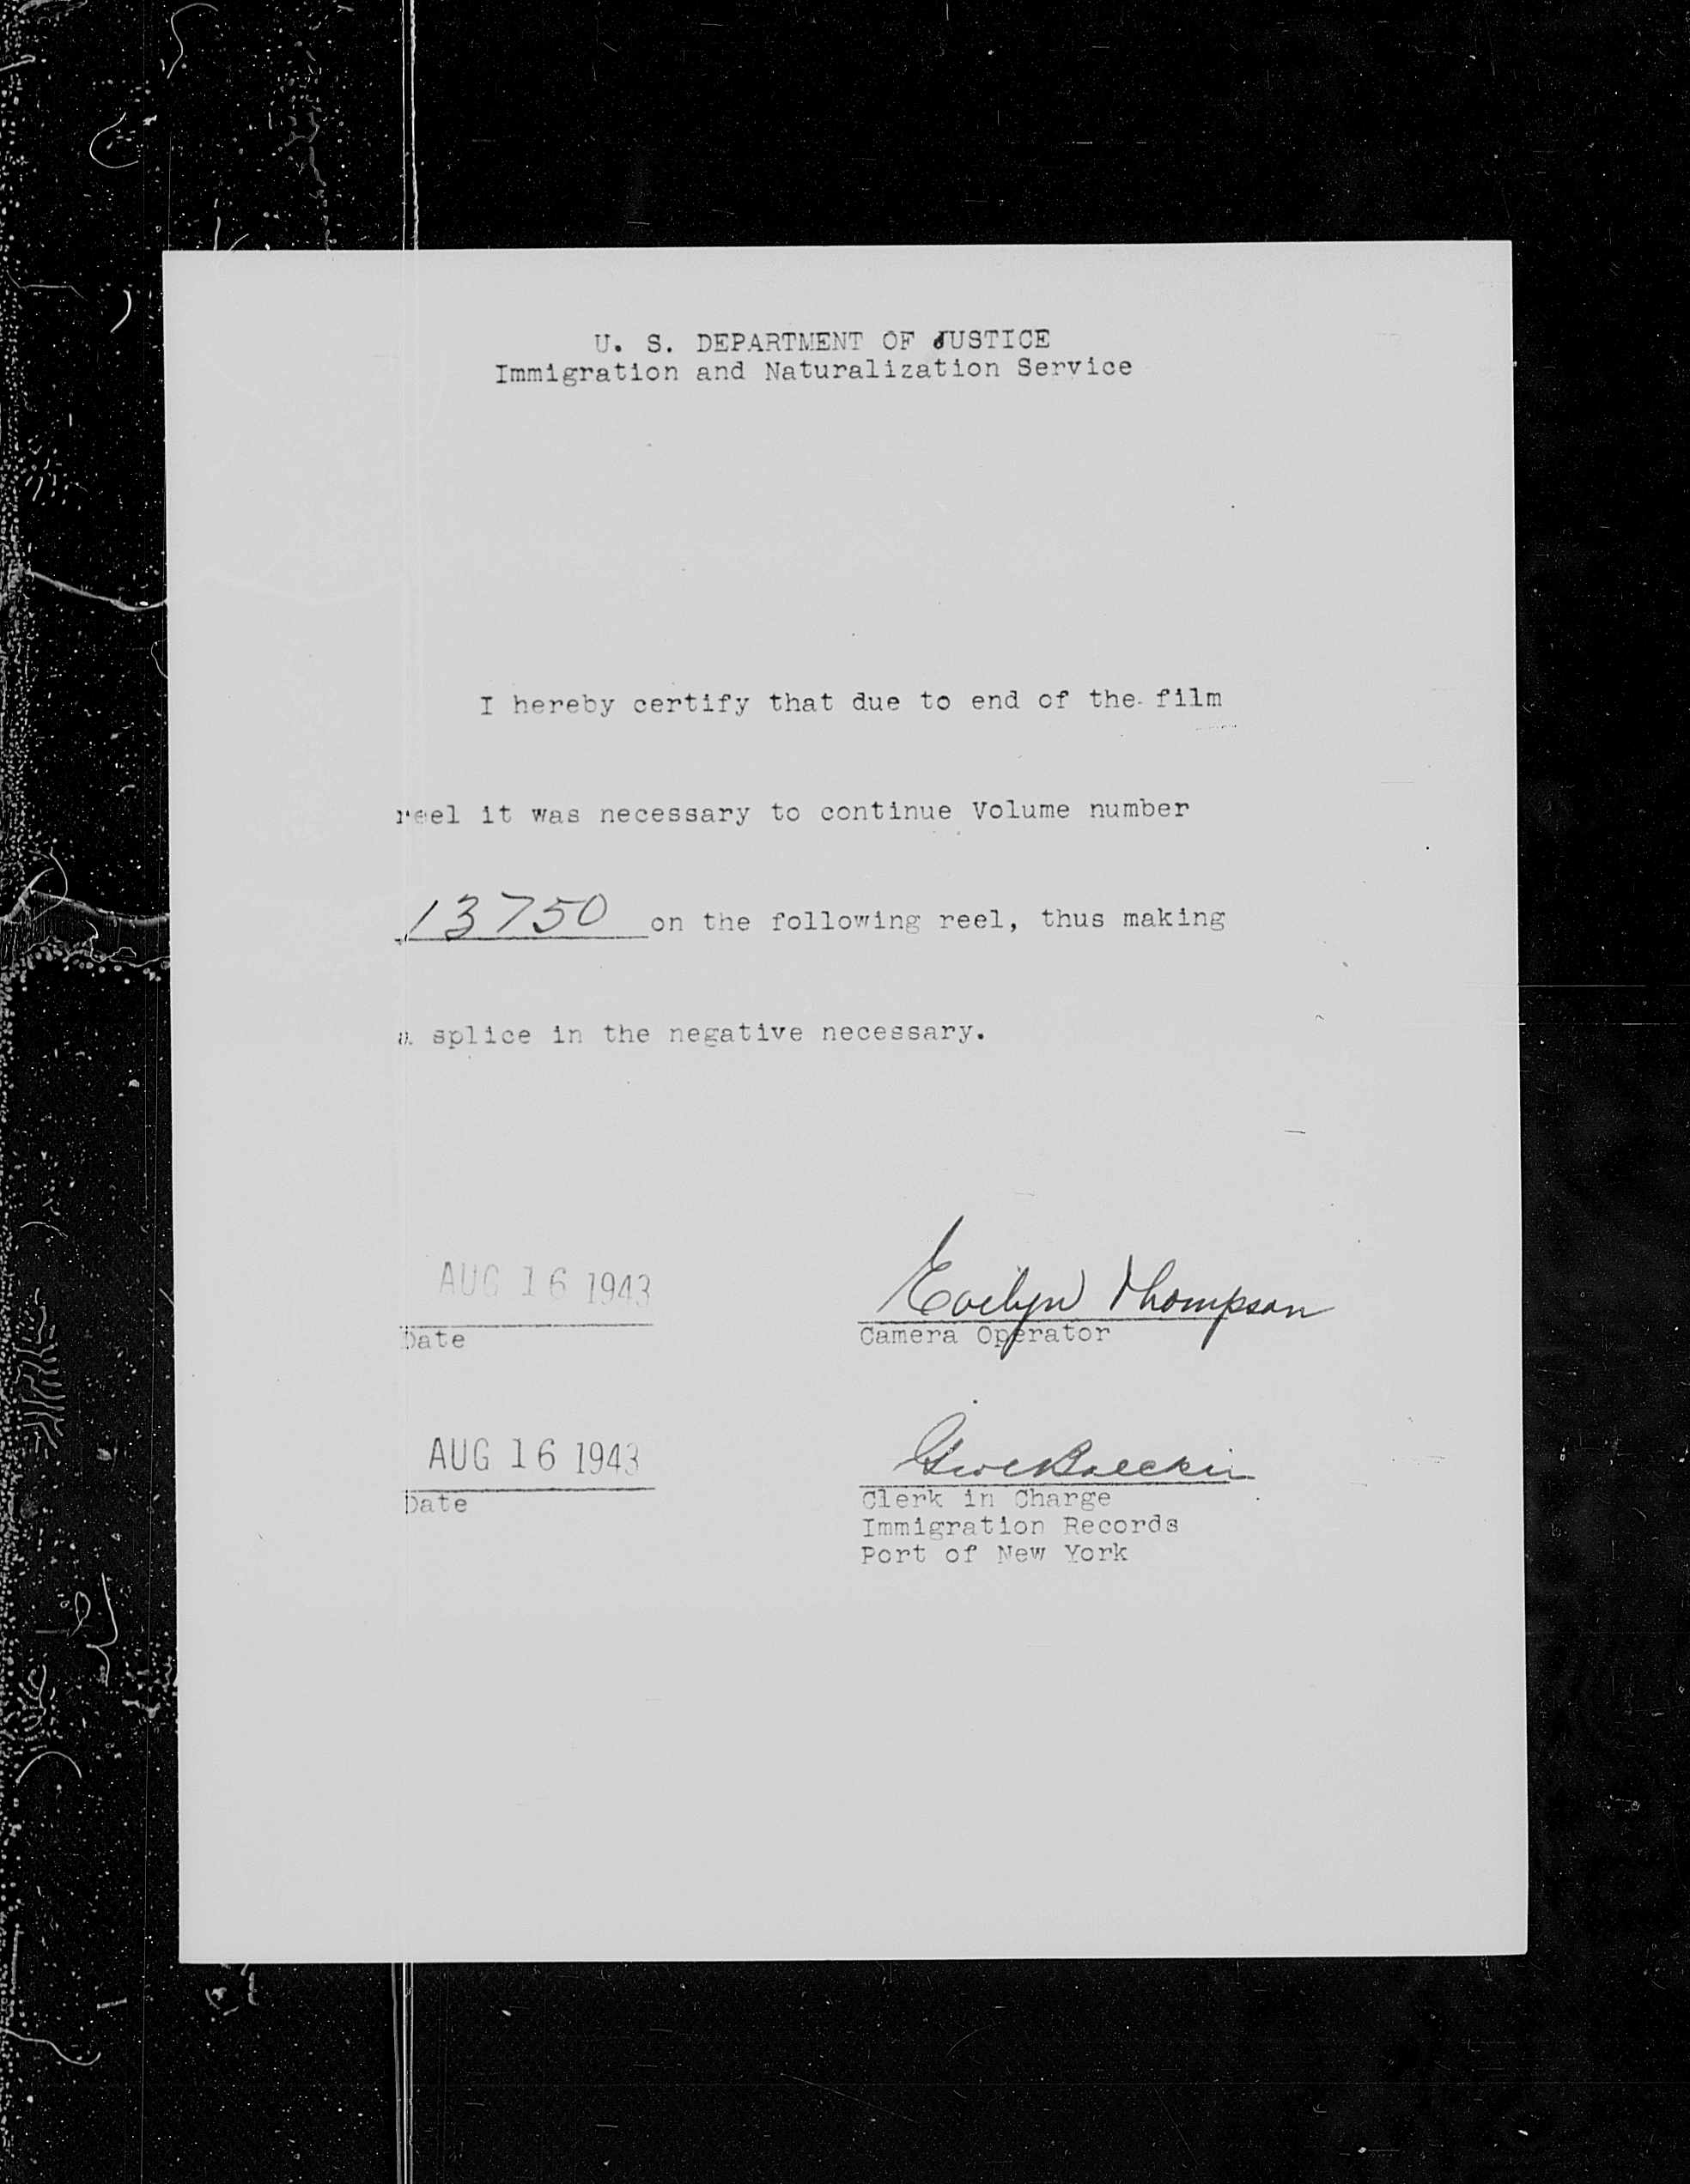 U. S. DEPARTMENT OF JUSTICE
Immigration and Naturalization Service
I hereby certify that due to end of the film
reel it was necessary to continue Volume number
13750 on the following reel, thus making
a splice in the negative necessary.
AUG 16 1943
Evelyn Thompson
Date
Camera Operator
AUG 16 1943
Date
Clerk in Charge
Immigration Records
Port of New York